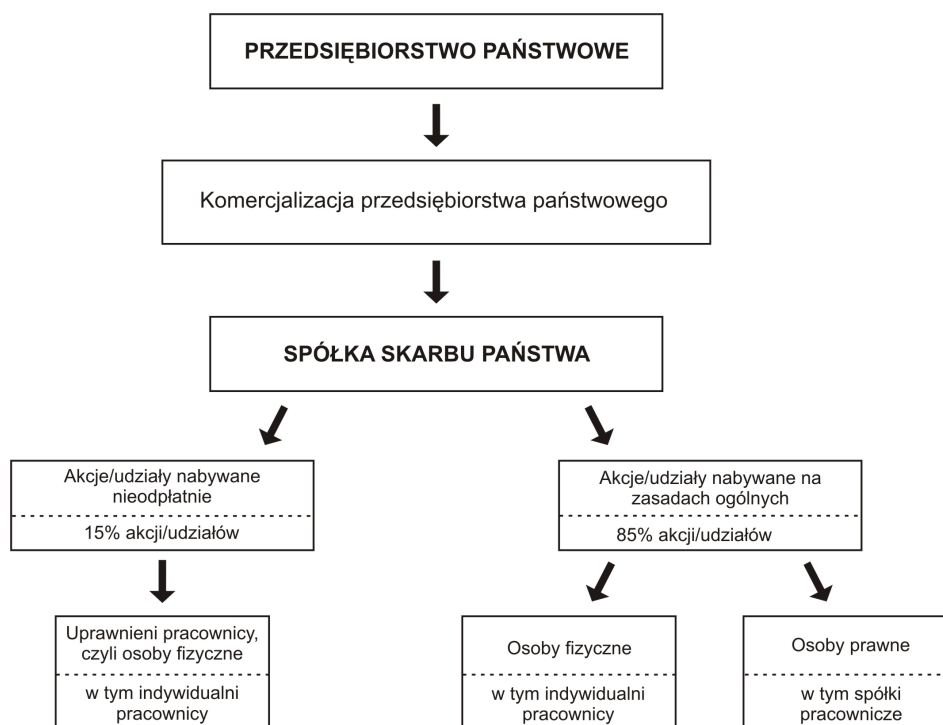 PRZEDSIĘBIORSTWO PAŃSTWOWE
Komercjalizacja przedsiębiorstwa państwowego
SPÓŁKA SKARBU PAŃSTWA
Akcje/udziały nabywane
nieodpłatnie
15% akcji/udziałów
Akcje/udziały nabywane na
zasadach ogólnych
85% akcji/udziałów
Uprawnieni pracownicy,
czyli osoby fizyczne
w tym indywidualni
pracownicy
Osoby fizyczne
w tym indywidualni
pracownicy
Osoby prawne
w tym spółki
pracownicze